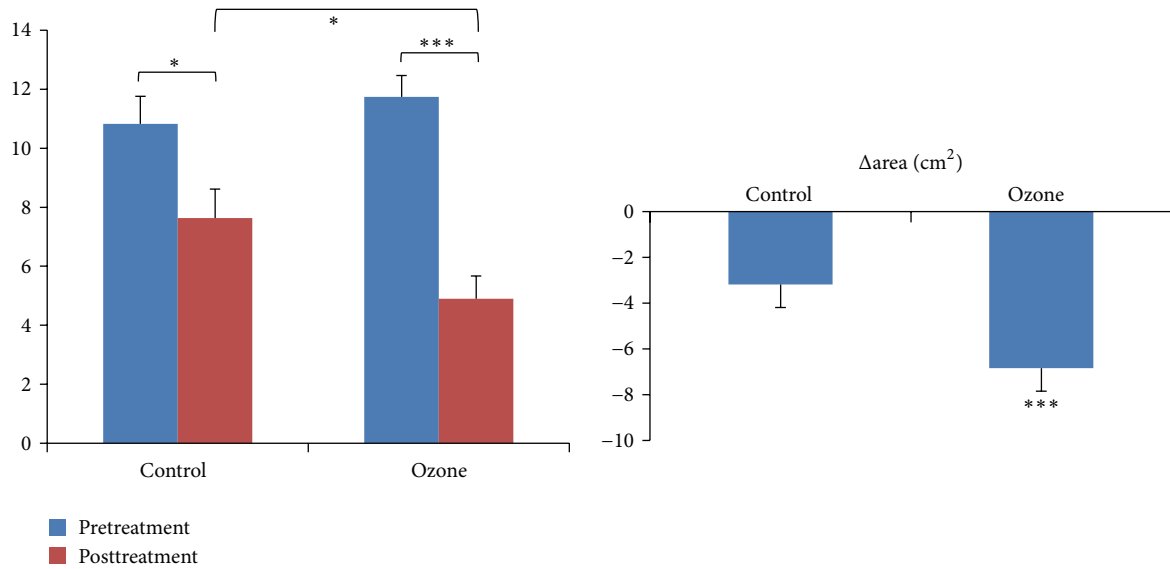 *
14
***
*
12
10
Δarea (cm²)
8
Control
Ozone
0
6
−2
4
−4
−6
2
−8
***
0
−10
Control
Ozone
Pretreatment
Posttreatment